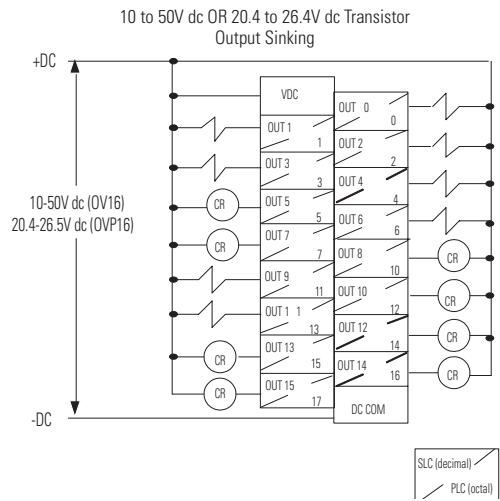 10 to 50V dc OR 20.4 to 26.4V dc Transistor
Output Sinking
+DC
VDC
OUT 0
0
OUT 1
1
OUT 2
2
OUT 3
3
OUT 4
4
10-50V dc (OV16)
20.4-26.5V dc (OVP16)
CR
OUT 5
5
OUT 6
6
CR
OUT 7
7
OUT 8
10
CR
OUT 9
11
OUT 10
12
CR
OUT 1 1
13
OUT 12
14
CR
CR
OUT 13
15
OUT 14
16
CR
CR
OUT 15
17
DC COM
-DC
SLC (decimal)
PLC (octal)